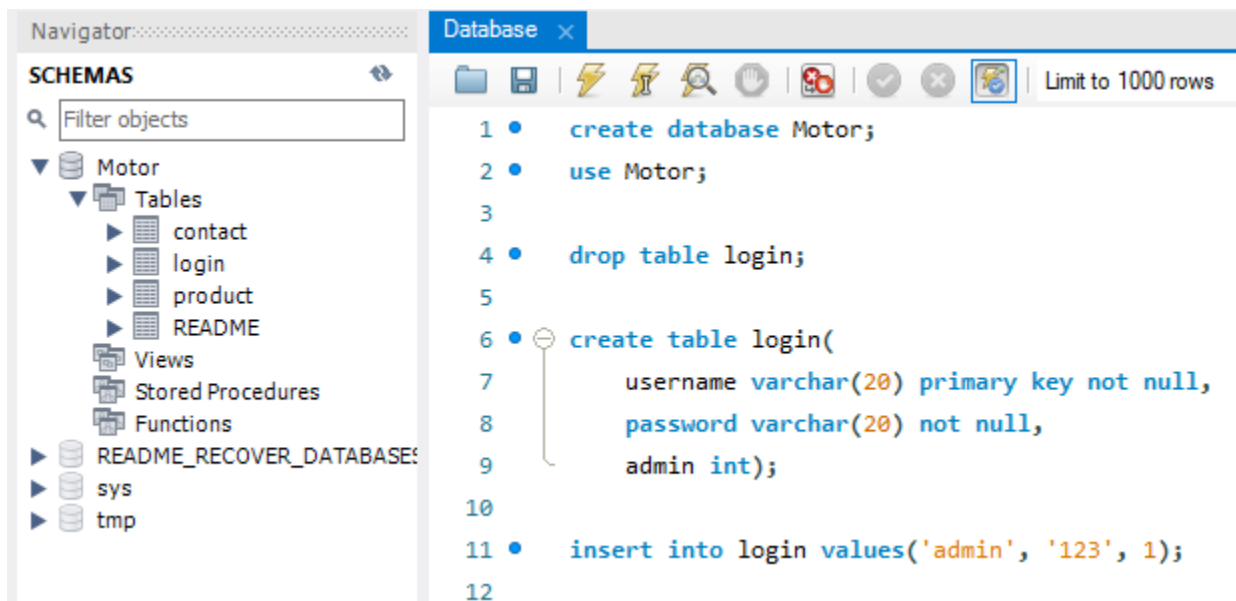 Navigator
SCHEMAS
Filter objects
Motor
Tables
contact
login
product
README
Views
Stored Procedures
Functions
README_RECOVER_DATABASES
sys
tmp
Database
Limit to 1000 rows
1 create database Motor;
2 use Motor;
3
4 drop table login;
5
6 create table login(
7 username varchar(20) primary key not null,
8 password varchar(20) not null,
9 admin int);
10
11 insert into login values('admin', '123', 1);
12